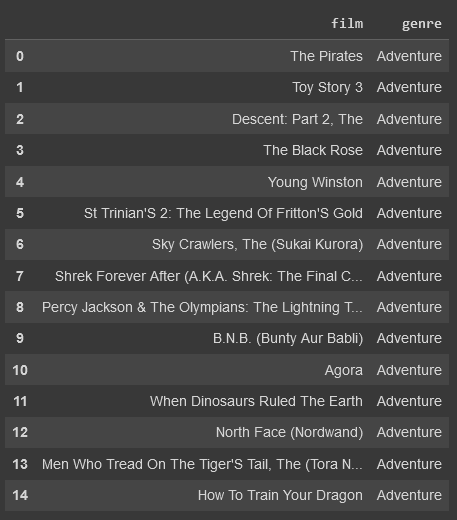 film genre
0 The Pirates Adventure
1 Toy Story 3 Adventure
2 Descent: Part 2, The Adventure
3 The Black Rose Adventure
4 Young Winston Adventure
5 St Trinian'S 2: The Legend Of Fritton'S Gold Adventure
6 Sky Crawlers, The (Sukai Kurora) Adventure
7 Shrek Forever After (A.K.A. Shrek: The Final C... Adventure
8 Percy Jackson & The Olympians: The Lightning T... Adventure
9 B.N.B. (Bunty Aur Babli) Adventure
10 Agora Adventure
11 When Dinosaurs Ruled The Earth Adventure
12 North Face (Nordwand) Adventure
13 Men Who Tread On The Tiger'S Tail, The (Tora N... Adventure
14 How To Train Your Dragon Adventure